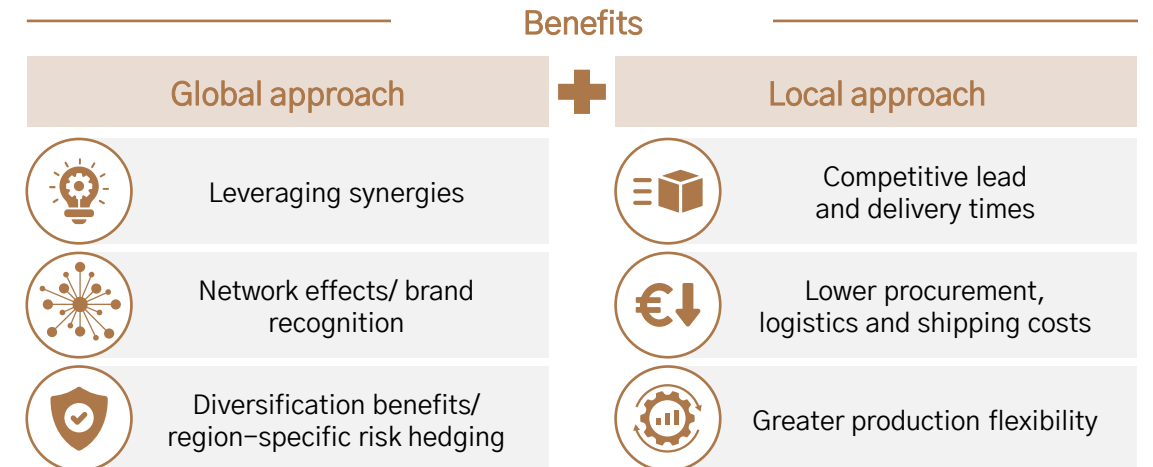 Benefits
Global approach
Local approach
Leveraging synergies
Competitive lead
and delivery times
Network effects/ brand
recognition
Lower procurement,
logistics and shipping costs
Diversification benefits/
region-specific risk hedging
Greater production flexibility